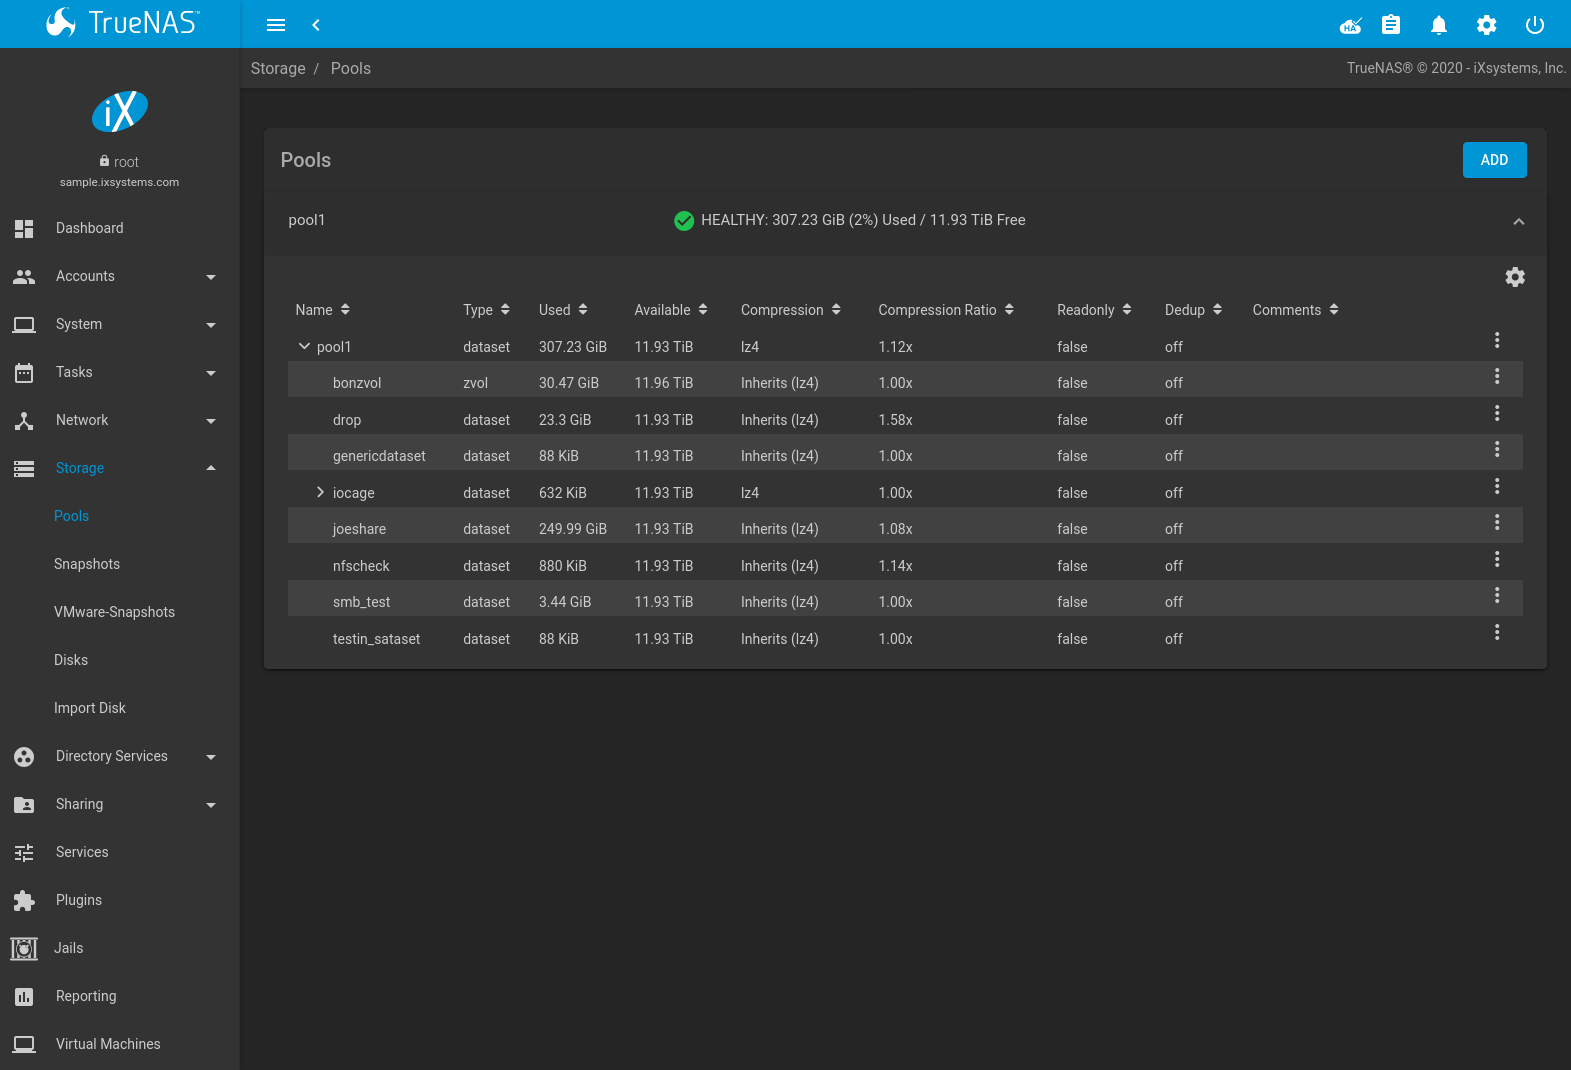 TrueNAS™
HA
Storage / Pools
TrueNAS® © 2020 - iXsystems, Inc.
iX
root
sample.ixsystems.com
Dashboard
Accounts
System
Tasks
Network
Storage
Pools
Snapshots
VMware-Snapshots
Disks
Import Disk
Directory Services
Sharing
Services
Plugins
Jails
Reporting
Virtual Machines
Pools
ADD
pool1 HEALTHY: 307.23 GiB (2%) Used / 11.93 TiB Free
Name Type Used Available Compression Compression Ratio Readonly Dedup Comments
pool1 dataset 307.23 GiB 11.93 TiB lz4 1.12x false off
bonzvol zvol 30.47 GiB 11.96 TiB Inherits (lz4) 1.00x false off
drop dataset 23.3 GiB 11.93 TiB Inherits (lz4) 1.58x false off
genericdataset dataset 88 KiB 11.93 TiB Inherits (lz4) 1.00x false off
iocage dataset 632 KiB 11.93 TiB lz4 1.00x false off
joeshare dataset 249.99 GiB 11.93 TiB Inherits (lz4) 1.08x false off
nfscheck dataset 880 KiB 11.93 TiB Inherits (lz4) 1.14x false off
smb_test dataset 3.44 GiB 11.93 TiB Inherits (lz4) 1.00x false off
testin_sataset dataset 88 KiB 11.93 TiB Inherits (lz4) 1.00x false off